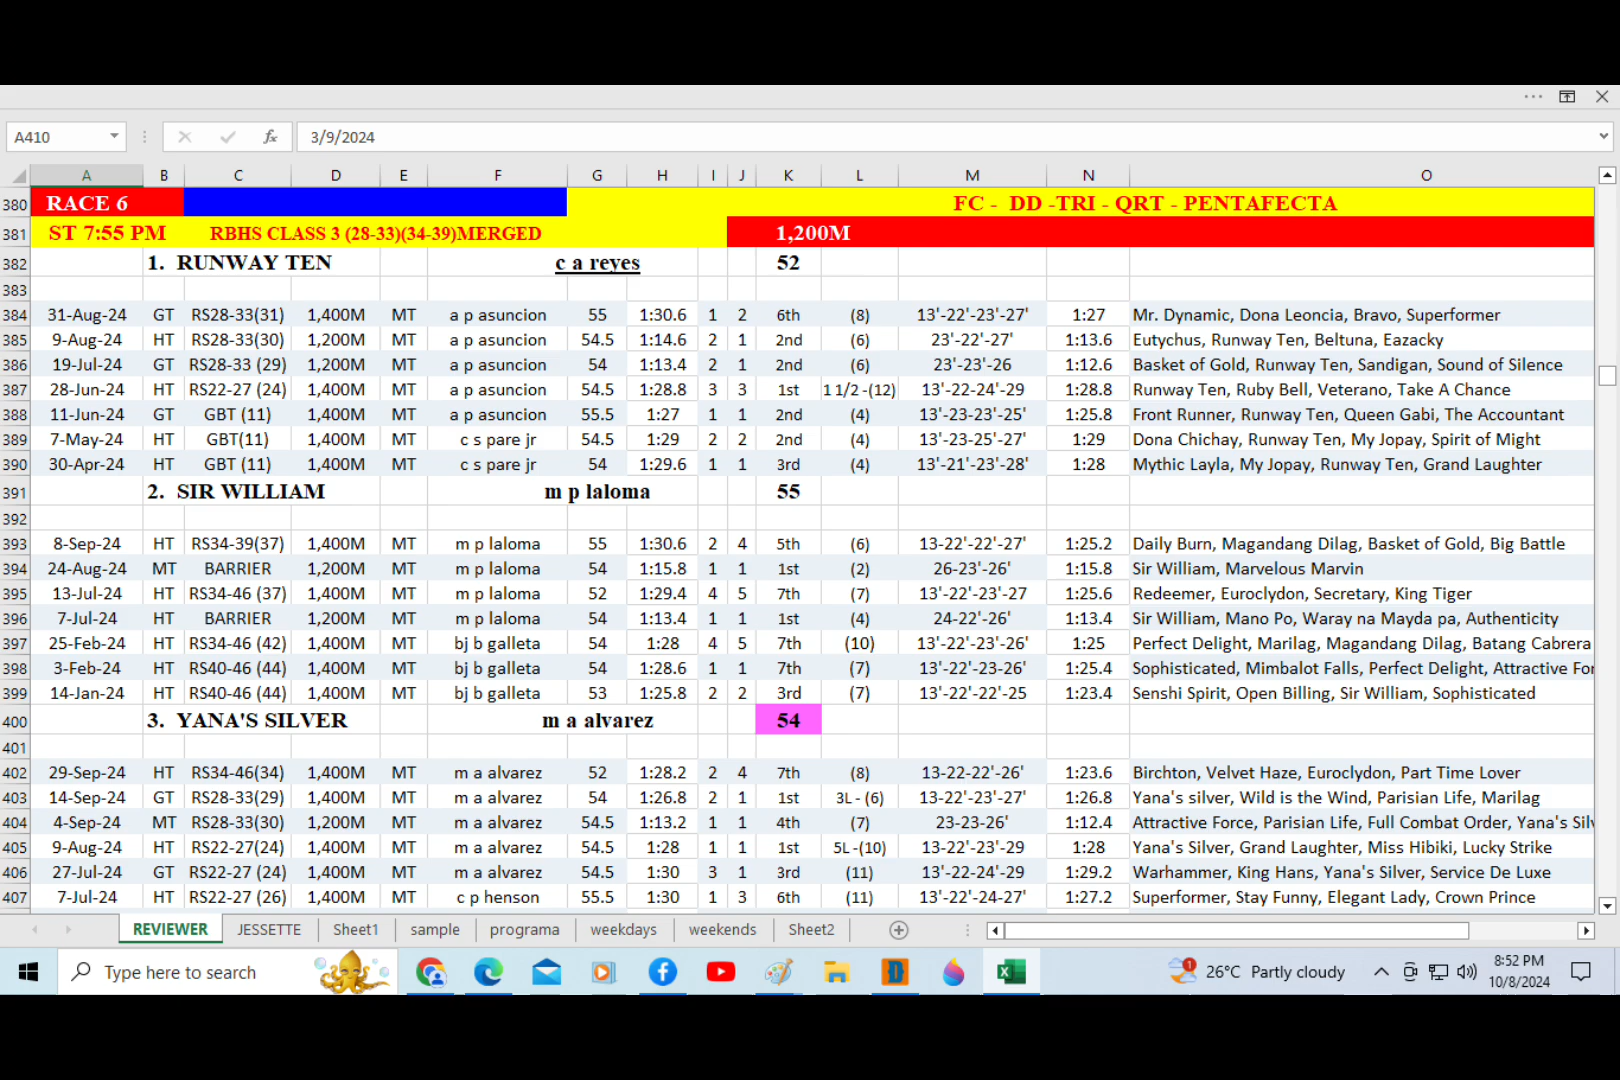 A410 fx 3/9/2024
A B C D E F G H I J K L M N O
380 RACE 6 FC - DD -TRI - QRT - PENTAFECTA
381 ST 7:55 PM RBHS CLASS 3 (28-33)(34-39)MERGED 1,200M
382 1. RUNWAY TEN c a reyes 52
383
384 31-Aug-24 GT RS28-33(31) 1,400M MT a p asuncion 55 1:30.6 1 2 6th (8) 13'-22'-23'-27' 1:27 Mr. Dynamic, Dona Leoncia, Bravo, Superformer
385 9-Aug-24 HT RS28-33(30) 1,200M MT a p asuncion 54.5 1:14.6 2 1 2nd (6) 23'-22'-27' 1:13.6 Eutychus, Runway Ten, Beltuna, Eazacky
386 19-Jul-24 GT RS28-33 (29) 1,200M MT a p asuncion 54 1:13.4 2 1 2nd (6) 23'-23'-26 1:12.6 Basket of Gold, Runway Ten, Sandigan, Sound of Silence
387 28-Jun-24 HT RS22-27 (24) 1,400M MT a p asuncion 54.5 1:28.8 3 3 1st 1 1/2 -(12) 13'-22'-24'-29 1:28.8 Runway Ten, Ruby Bell, Veterano, Take A Chance
388 11-Jun-24 GT GBT (11) 1,400M MT a p asuncion 55.5 1:27 1 1 2nd (4) 13'-23'-23'-25' 1:25.8 Front Runner, Runway Ten, Queen Gabi, The Accountant
389 7-May-24 HT GBT(11) 1,400M MT c s pare jr 54.5 1:29 2 2 2nd (4) 13'-23-25'-27' 1:29 Dona Chichay, Runway Ten, My Jopay, Spirit of Might
390 30-Apr-24 HT GBT (11) 1,400M MT c s pare jr 54 1:29.6 1 1 3rd (4) 13'-21'-23'-28' 1:28 Mythic Layla, My Jopay, Runway Ten, Grand Laughter
391 2. SIR WILLIAM m p laloma 55
392
393 8-Sep-24 HT RS34-39(37) 1,400M MT m p laloma 55 1:30.6 2 4 5th (6) 13-22'-22'-27' 1:25.2 Daily Burn, Magandang Dilag, Basket of Gold, Big Battle
394 24-Aug-24 MT BARRIER 1,200M MT m p laloma 54 1:15.8 1 1 1st (2) 26-23'-26' 1:15.8 Sir William, Marvelous Marvin
395 13-Jul-24 HT RS34-46 (37) 1,400M MT m p laloma 52 1:29.4 4 5 7th (7) 13'-22'-23'-27 1:25.6 Redeemer, Euroclydon, Secretary, King Tiger
396 7-Jul-24 HT BARRIER 1,200M MT m p laloma 54 1:13.4 1 1 1st (4) 24-22'-26' 1:13.4 Sir William, Mano Po, Waray na Mayda pa, Authenticity
397 25-Feb-24 HT RS34-46 (42) 1,400M MT bj b galleta 54 1:28 4 5 7th (10) 13'-22'-23'-26' 1:25 Perfect Delight, Marilag, Magandang Dilag, Batang Cabrera
398 3-Feb-24 HT RS40-46 (44) 1,400M MT bj b galleta 54 1:28.6 1 1 7th (7) 13'-22'-23-26' 1:25.4 Sophisticated, Mimbalot Falls, Perfect Delight, Attractive For
399 14-Jan-24 HT RS40-46 (44) 1,400M MT bj b galleta 53 1:25.8 2 2 3rd (7) 13'-22'-22'-25 1:23.4 Senshi Spirit, Open Billing, Sir William, Sophisticated
400 3. YANA'S SILVER m a alvarez 54
401
402 29-Sep-24 HT RS34-46(34) 1,400M MT m a alvarez 52 1:28.2 2 4 7th (8) 13-22-22'-26' 1:23.6 Birchton, Velvet Haze, Euroclydon, Part Time Lover
403 14-Sep-24 GT RS28-33(29) 1,400M MT m a alvarez 54 1:26.8 2 1 1st 3L - (6) 13-22'-23'-27' 1:26.8 Yana's silver, Wild is the Wind, Parisian Life, Marilag
404 4-Sep-24 MT RS28-33(30) 1,200M MT m a alvarez 54.5 1:13.2 1 1 4th (7) 23-23-26' 1:12.4 Attractive Force, Parisian Life, Full Combat Order, Yana's Silv
405 9-Aug-24 HT RS22-27(24) 1,400M MT m a alvarez 54.5 1:28 1 1 1st 5L -(10) 13-22'-23'-29 1:28 Yana's Silver, Grand Laughter, Miss Hibiki, Lucky Strike
406 27-Jul-24 GT RS22-27 (24) 1,400M MT m a alvarez 54.5 1:30 3 1 3rd (11) 13'-22'-24'-29 1:29.2 Warhammer, King Hans, Yana's Silver, Service De Luxe
407 7-Jul-24 HT RS22-27 (26) 1,400M MT c p henson 55.5 1:30 1 3 6th (11) 13'-22'-24-27' 1:27.2 Superformer, Stay Funny, Elegant Lady, Crown Prince
REVIEWER JESSETTE Sheet1 sample programa weekdays weekends Sheet2
Type here to search 1 26°C Partly cloudy 8:52 PM
10/8/2024